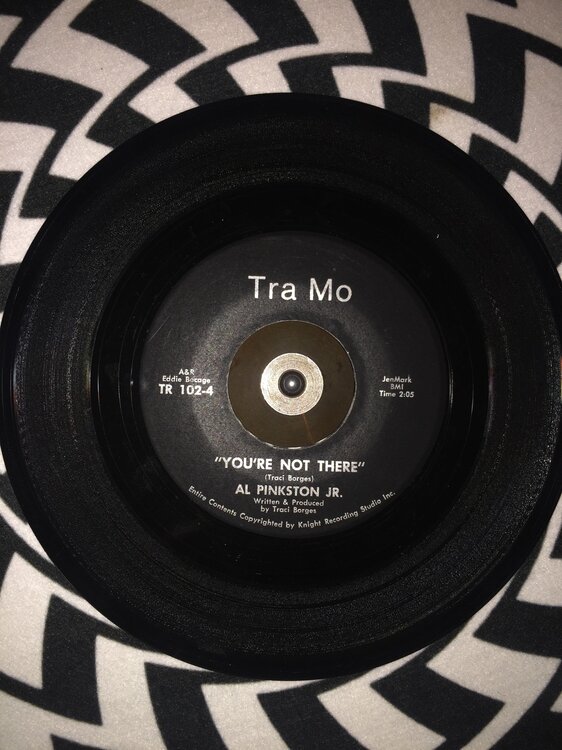 Tra Mo
A&R
Eddie Bocage
TR 102-4
JenMark
BMI
Time 2:05
"YOU'RE NOT THERE"
(Traci Borges)
AL PINKSTON JR.
Written & Produced
by Traci Borges
Entire Contents Copyrighted by Knight Recording Studio Inc.